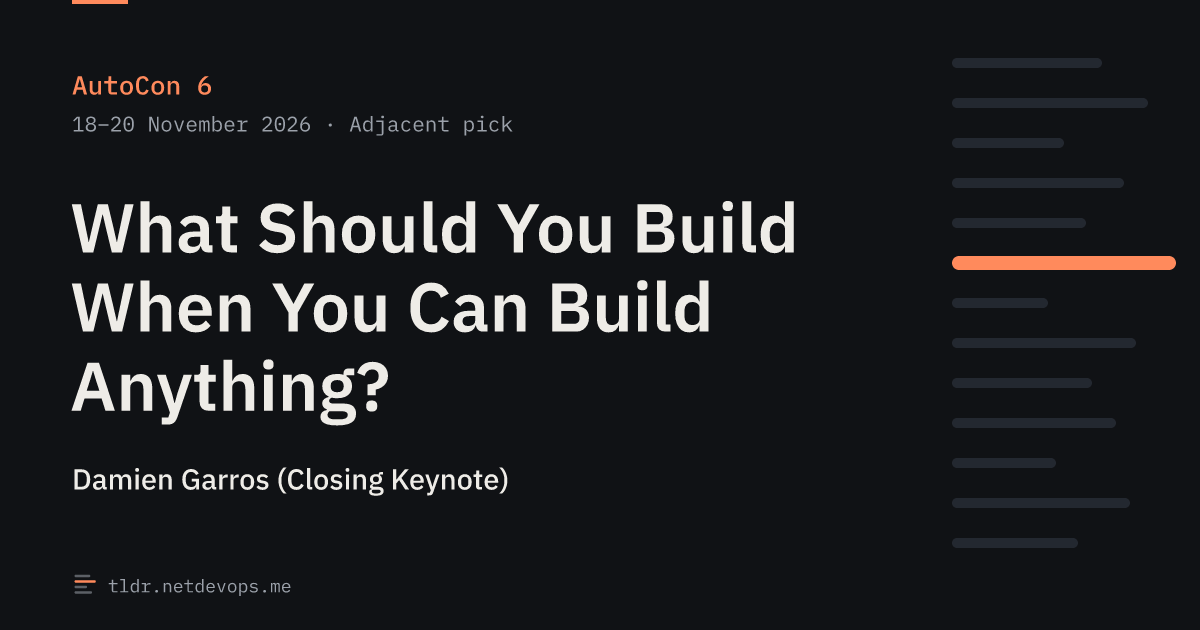 AutoCon 6
18–20 November 2026 · Adjacent pick
What Should You Build
When You Can Build
Anything?
Damien Garros (Closing Keynote)
tldr.netdevops.me